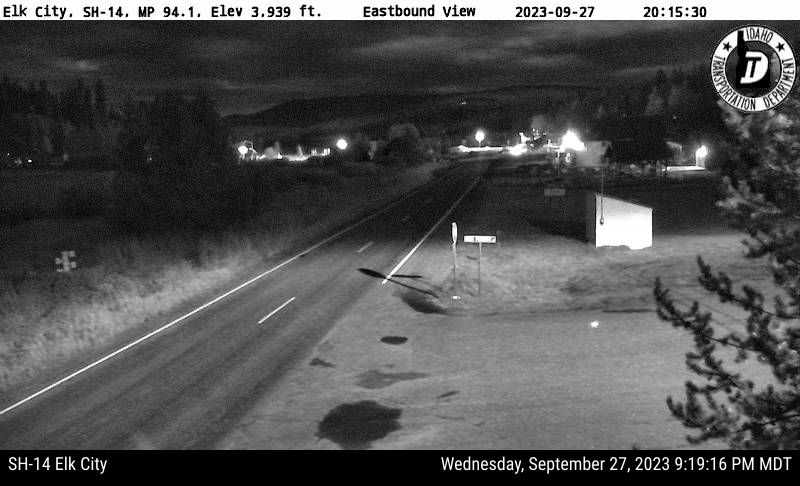 Elk City, SH-14, MP 94.1, Elev 3,939 ft. Eastbound View 2023-09-27 20:15:30
IDAHO
TRANSPORTATION DEPARTMENT
SH-14 Elk City
Wednesday, September 27, 2023 9:19:16 PM MDT